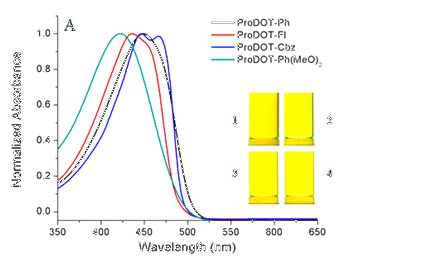 A
ProDOT-Ph
ProDOT-Fl
ProDOT-Cbz
ProDOT-Ph(MeO)2
Normalized Absorbance
1.0
0.8
0.6
0.4
0.2
0.0
1 2
3 4
350 400 450 500 550 600 650
Wavelength (nm)